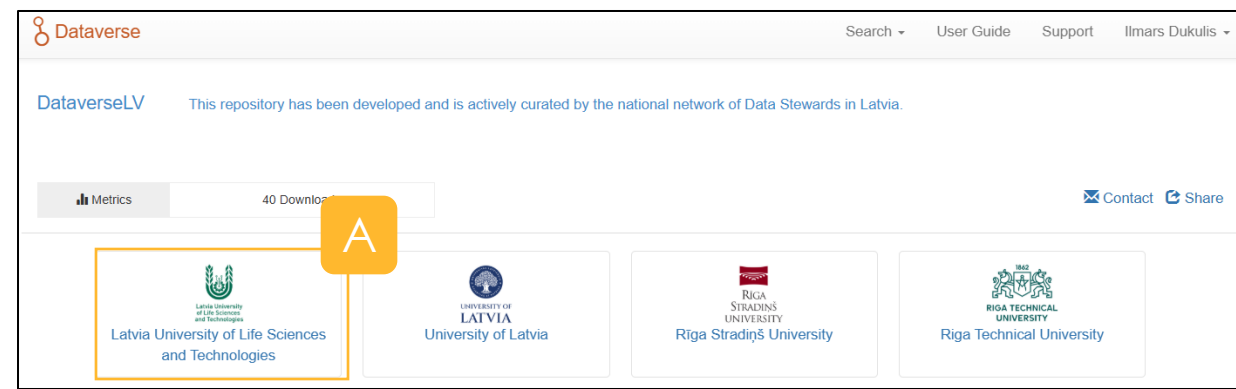 Dataverse
Search User Guide Support Ilmars Dukulis
DataverseLV This repository has been developed and is actively curated by the national network of Data Stewards in Latvia.
Metrics 40
Contact Share
A
Latvia University
of Life Sciences
and Technologies
Latvia University of Life Sciences
and Technologies
UNIVERSITY OF
LATVIA
University of Latvia
RĪGA
STRADIŅŠ
UNIVERSITY
Rīga Stradiņš University
1862
RIGA TECHNICAL
UNIVERSITY
Riga Technical University